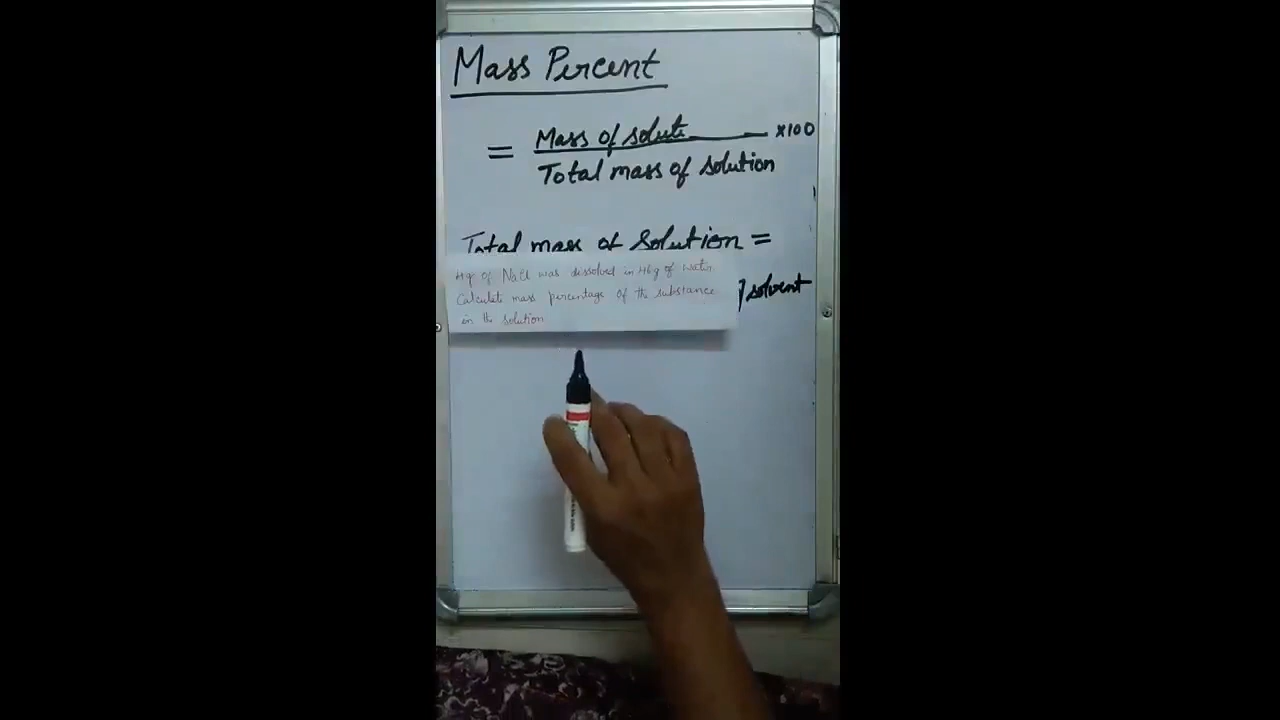 Mass Percent
= Mass of solute ×100
Total mass of solution
Total mass of solution =
4g of NaCl was dissolved in 46g of water
Calculate mass percentage of the substance
in the solution
solvent